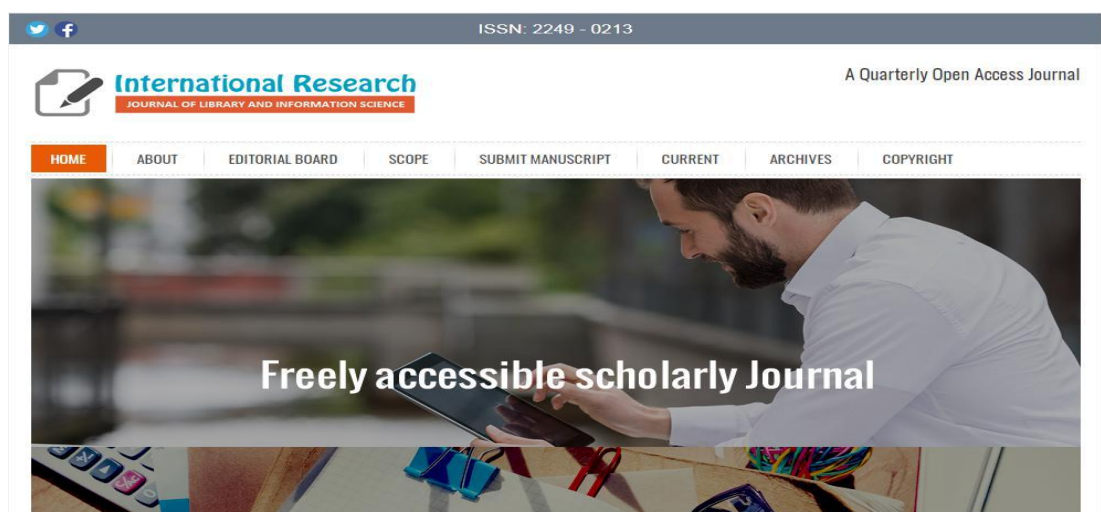 ISSN: 2249 - 0213
International Research
JOURNAL OF LIBRARY AND INFORMATION SCIENCE
A Quarterly Open Access Journal
HOME ABOUT EDITORIAL BOARD SCOPE SUBMIT MANUSCRIPT CURRENT ARCHIVES COPYRIGHT
Freely accessible scholarly Journal